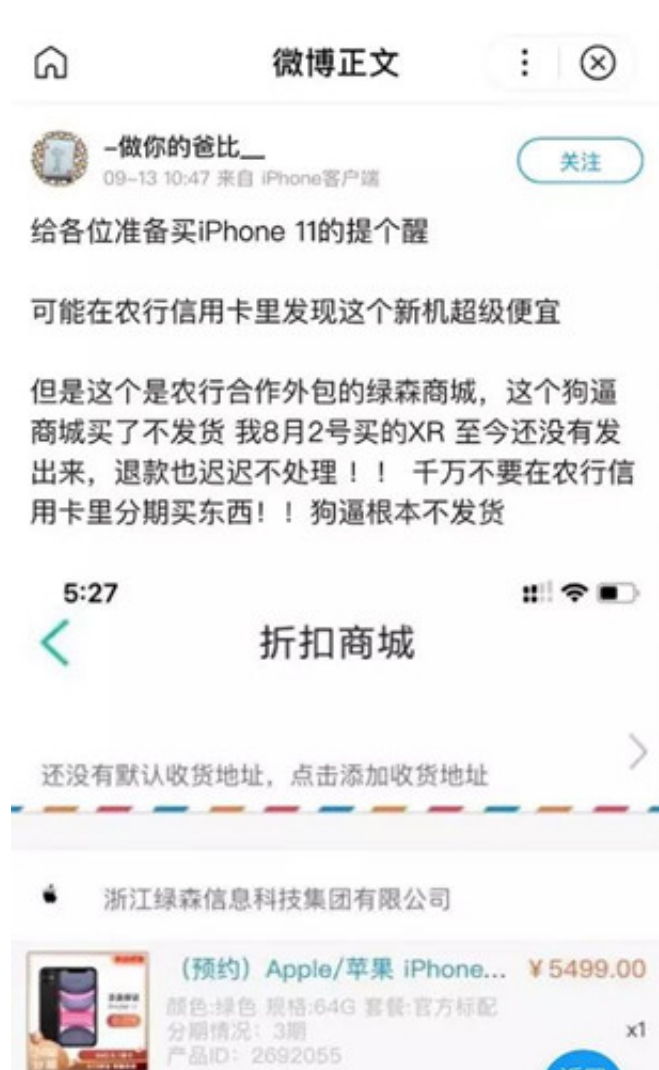 微博正文
-做你的爸比__
09-13 10:47 来自 iPhone客户端
关注
给各位准备买iPhone 11的提个醒
可能在农行信用卡里发现这个新机超级便宜
但是这个是农行合作外包的绿森商城，这个狗逼
商城买了不发货 我8月2号买的XR 至今还没有发
出来，退款也迟迟不处理！！ 千万不要在农行信
用卡里分期买东西！！狗逼根本不发货
5:27
折扣商城
还没有默认收货地址，点击添加收货地址
浙江绿森信息科技集团有限公司
（预约）Apple/苹果 iPhone... ¥5499.00
颜色:绿色 规格:64G 套餐:官方标配
分期情况：3期
x1
产品ID：2692055